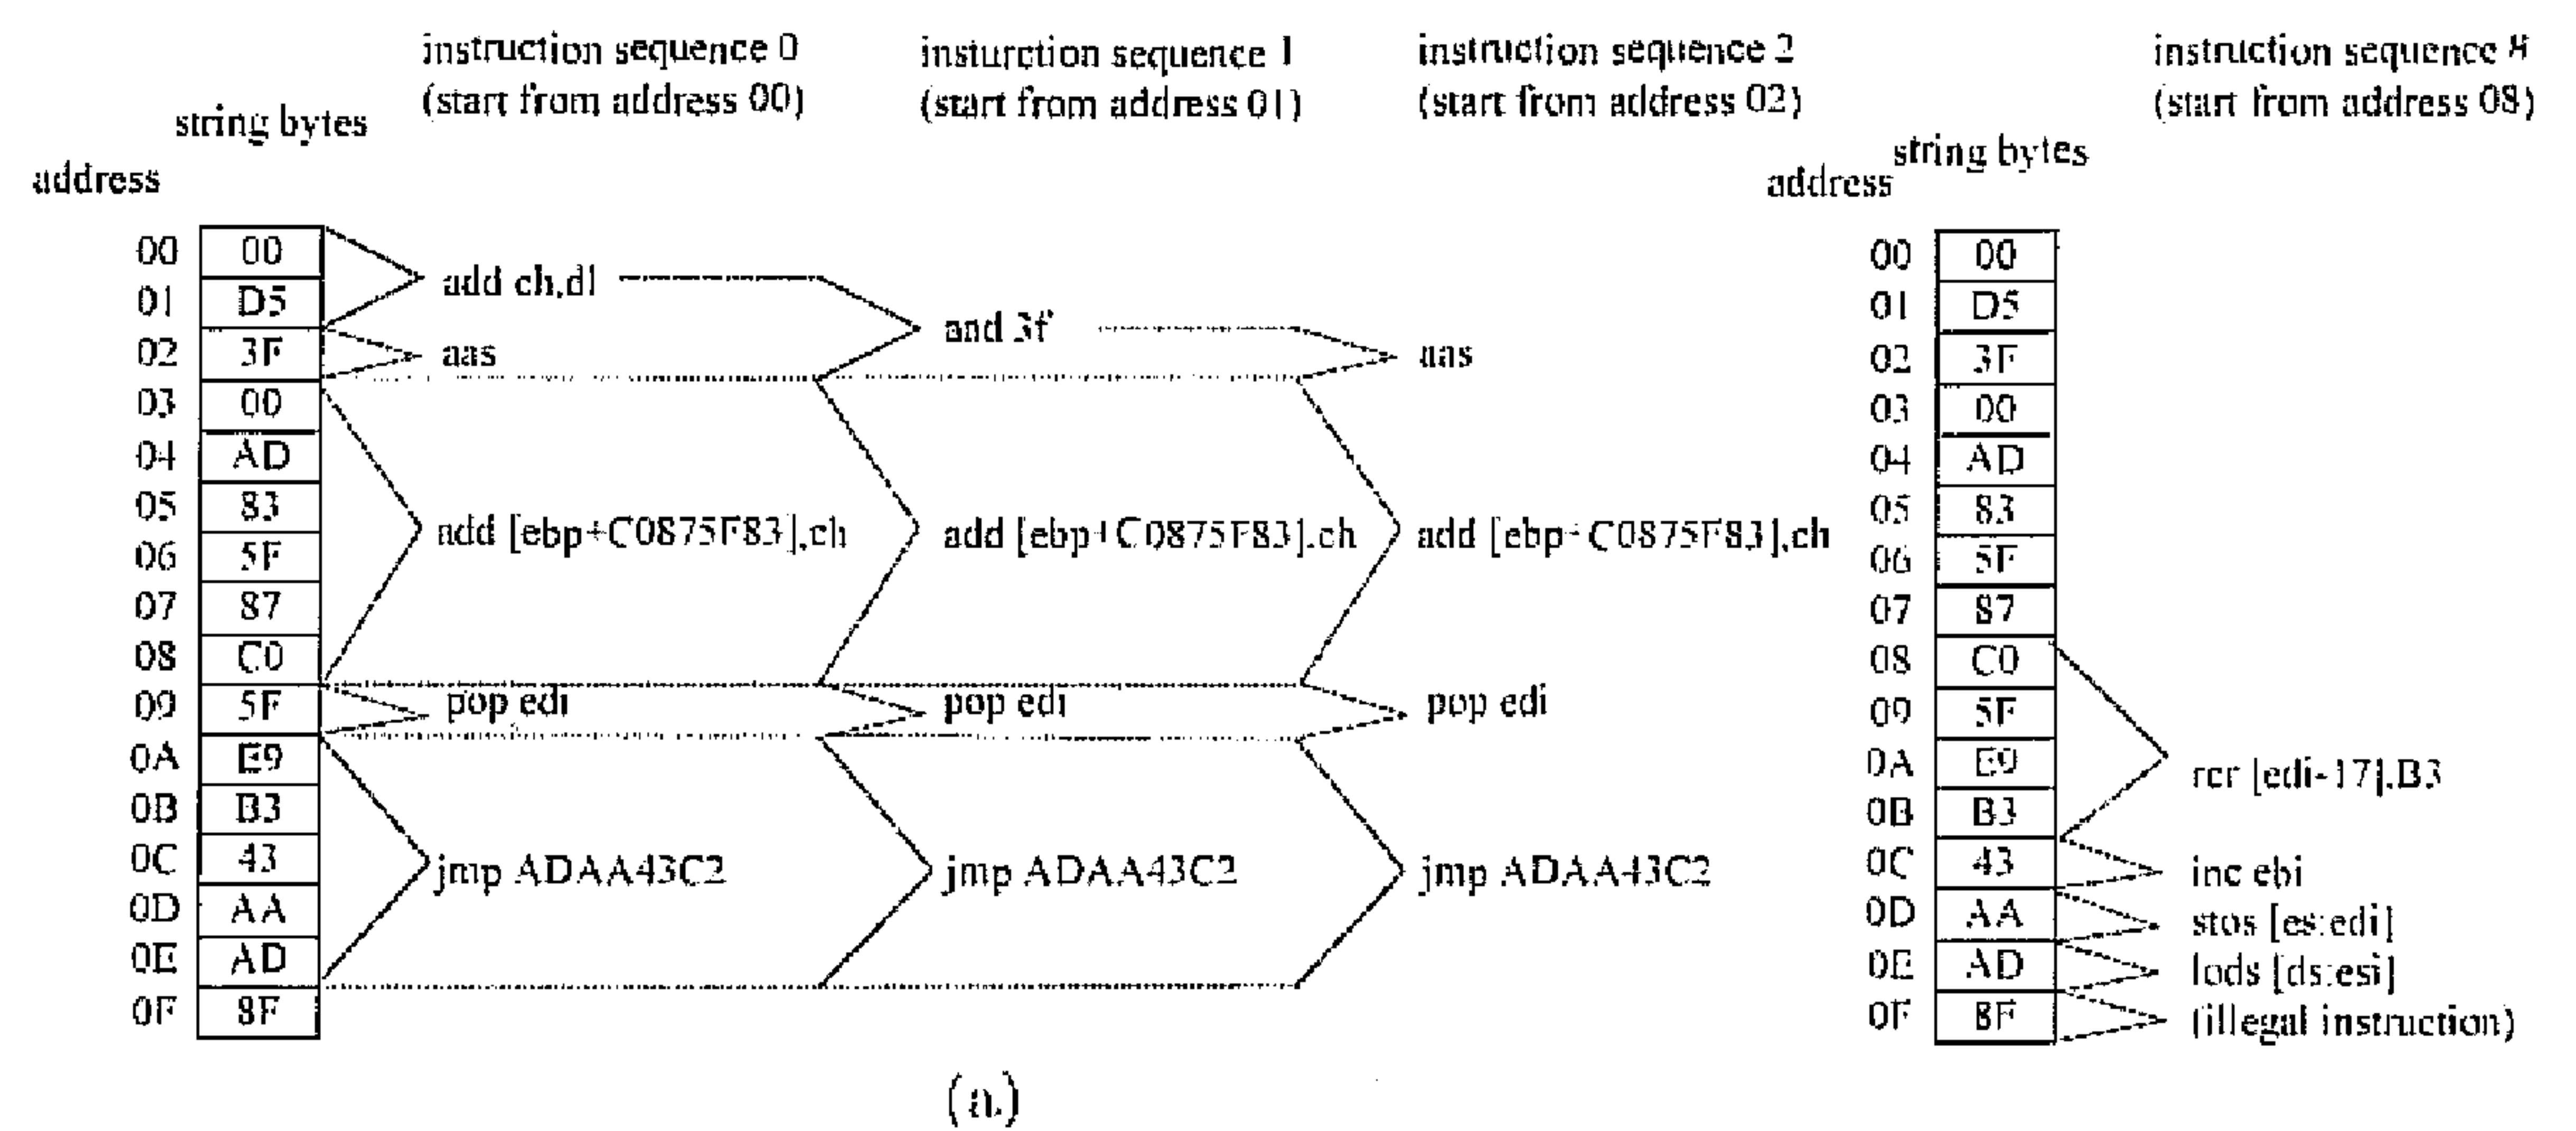 instruction sequence 0
(start from address 00)
insturction sequence 1
(start from address 01)
instruction sequence 2
(start from address 02)
instruction sequence 8
(start from address 08)
string bytes
address
string bytes
address
00 00
01 D5
02 3F
03 00
04 AD
05 83
06 5F
07 87
08 C0
09 5F
0A E9
0B B3
0C 43
0D AA
0E AD
0F 8F
add ch,dl
aas
add [ebp+C0875F83],ch
pop edi
jmp ADAA43C2
and 3f
add [ebp+C0875F83],ch
pop edi
jmp ADAA43C2
aas
add [ebp+C0875F83],ch
pop edi
jmp ADAA43C2
00 00
01 D5
02 3F
03 00
04 AD
05 83
06 5F
07 87
08 C0
09 5F
0A E9
0B B3
0C 43
0D AA
0E AD
0F 8F
rcr [edi-17],B3
inc ebi
stos [es:edi]
lods [ds:esi]
(illegal instruction)
(a.)